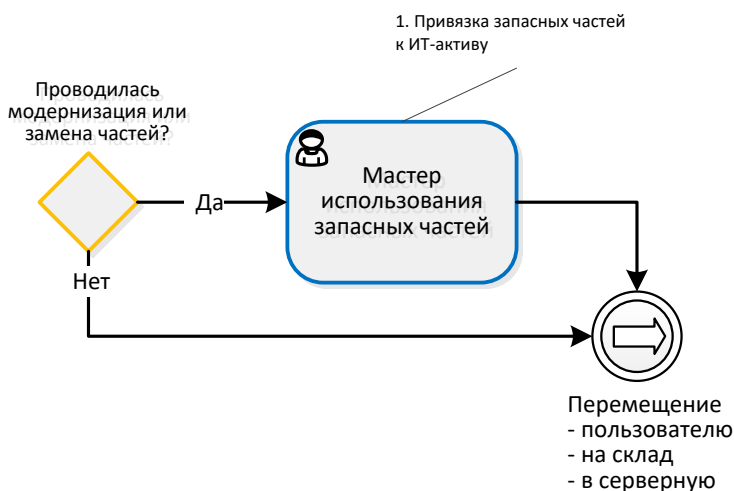 1. Привязка запасных частей
к ИТ-активу
Проводилась
модернизация или
замена частей?
Мастер
использования
запасных частей
Да
Нет
Перемещение
- пользователю
- на склад
- в серверную